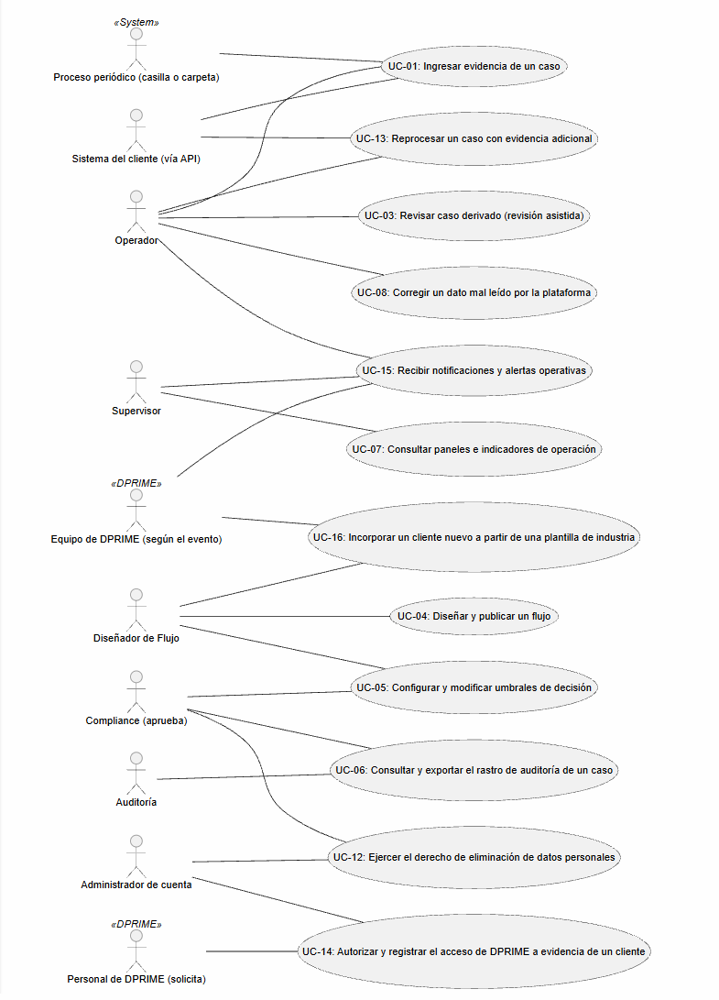 «System»
Proceso periódico (casilla o carpeta)
UC-01: Ingresar evidencia de un caso
Sistema del cliente (vía API)
UC-13: Reprocesar un caso con evidencia adicional
Operador
UC-03: Revisar caso derivado (revisión asistida)
UC-08: Corregir un dato mal leído por la plataforma
UC-15: Recibir notificaciones y alertas operativas
Supervisor
UC-07: Consultar paneles e indicadores de operación
«DPRIME»
Equipo de DPRIME (según el evento)
UC-16: Incorporar un cliente nuevo a partir de una plantilla de industria
Diseñador de Flujo
UC-04: Diseñar y publicar un flujo
UC-05: Configurar y modificar umbrales de decisión
Compliance (aprueba)
UC-06: Consultar y exportar el rastro de auditoría de un caso
Auditoría
UC-12: Ejercer el derecho de eliminación de datos personales
Administrador de cuenta
«DPRIME»
UC-14: Autorizar y registrar el acceso de DPRIME a evidencia de un cliente
Personal de DPRIME (solicita)